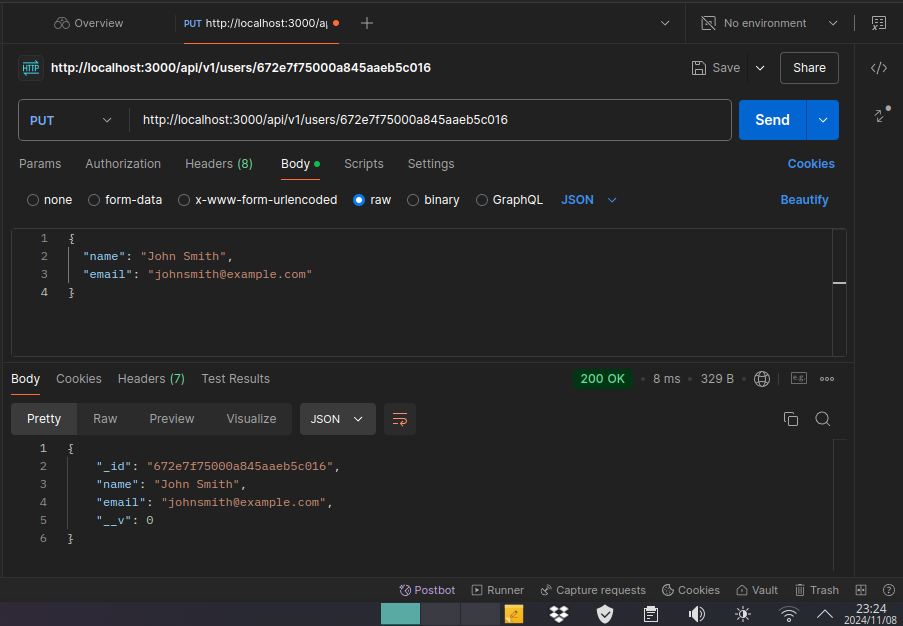 Overview
PUT http://localhost:3000/ap
No environment
HTTP http://localhost:3000/api/v1/users/672e7f75000a845aaeb5c016
Save
Share
PUT
http://localhost:3000/api/v1/users/672e7f75000a845aaeb5c016
Send
Params Authorization Headers (8) Body Scripts Settings Cookies
none form-data x-www-form-urlencoded raw binary GraphQL JSON Beautify
1 {
2 "name": "John Smith",
3 "email": "johnsmith@example.com"
4 }
Body Cookies Headers (7) Test Results 200 OK 8 ms 329 B e.g.
Pretty Raw Preview Visualize JSON
1 {
2 "_id": "672e7f75000a845aaeb5c016",
3 "name": "John Smith",
4 "email": "johnsmith@example.com",
5 "__v": 0
6 }
Postbot Runner Capture requests Cookies Vault Trash
23:24
2024/11/08